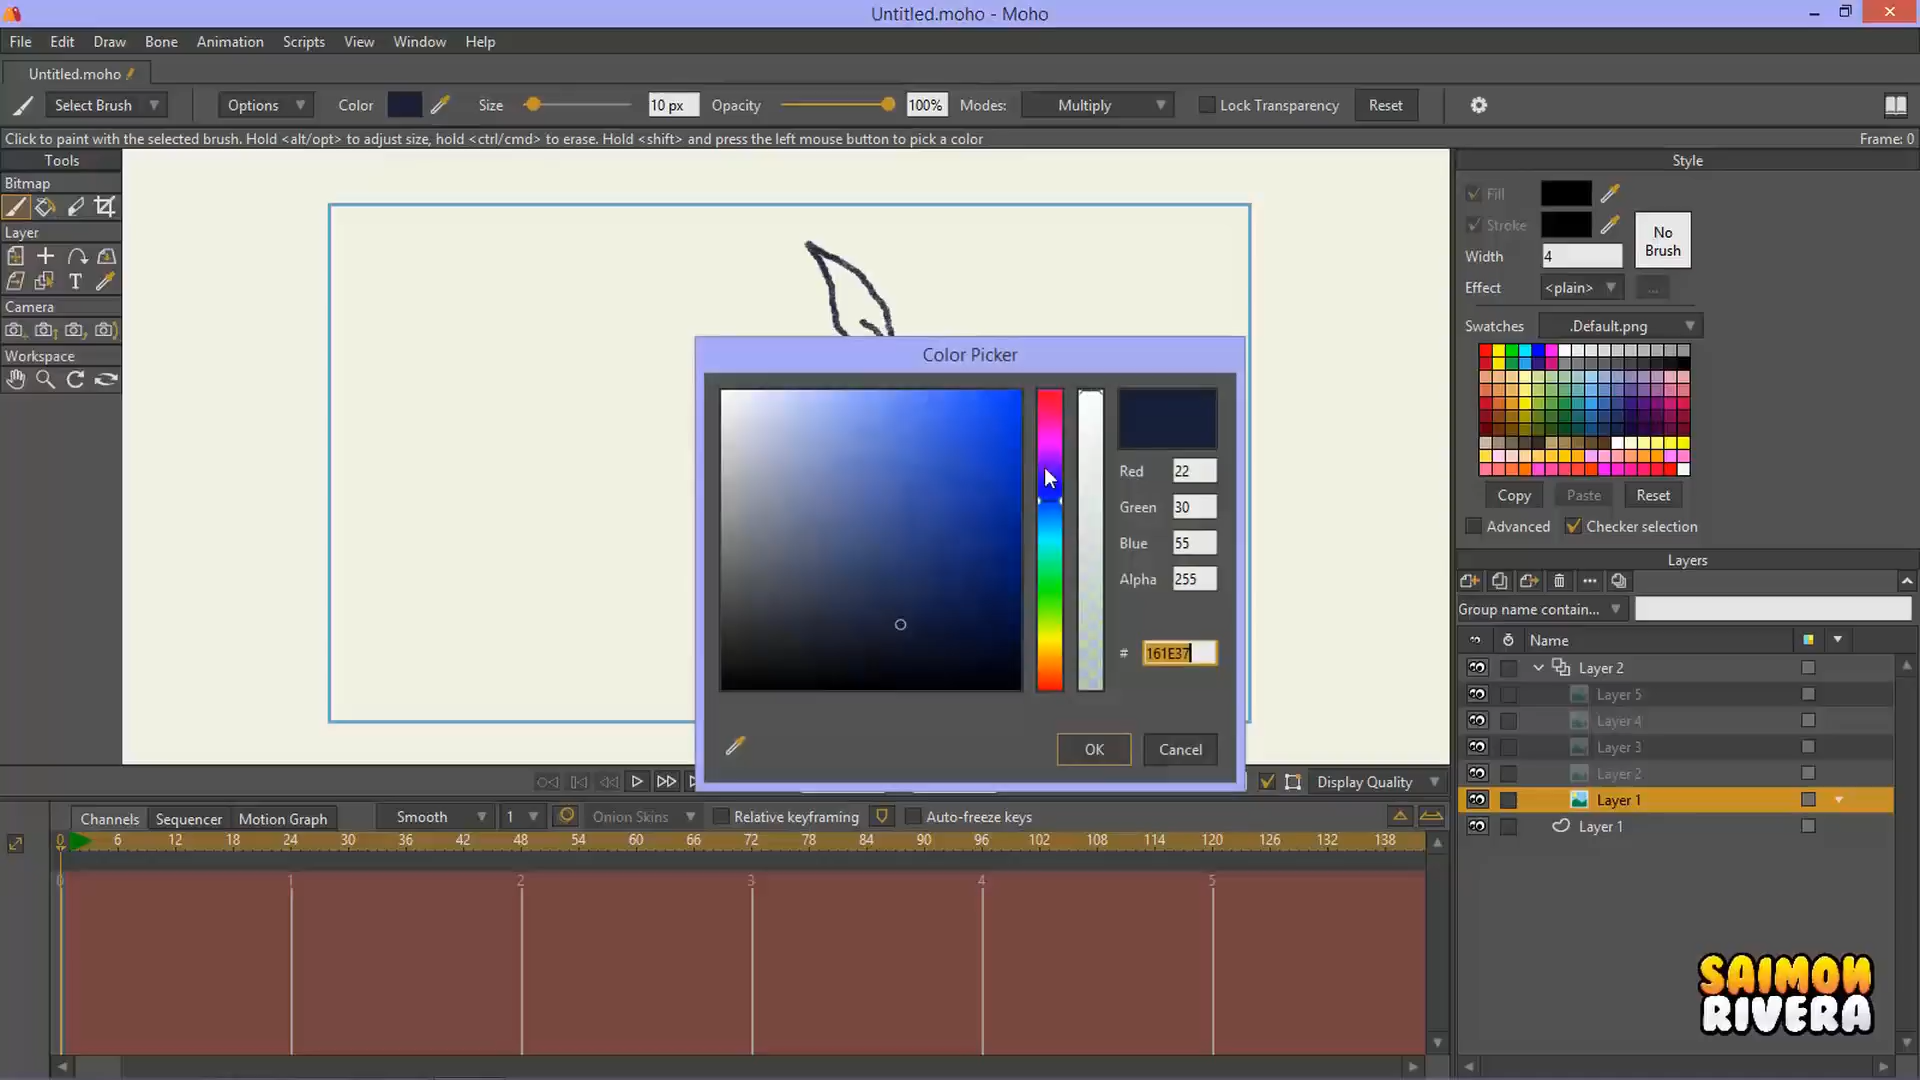 Untitled.moho - Moho
File Edit Draw Bone Animation Scripts View Window Help
Untitled.moho
Select Brush Options Color Size 10 px Opacity 100% Modes: Multiply Lock Transparency Reset
Click to paint with the selected brush. Hold <alt/opt> to adjust size, hold <ctrl/cmd> to erase. Hold <shift> and press the left mouse button to pick a color Frame: 0
Tools
Bitmap
Layer
T
Camera
Workspace
Style
Fill
Stroke
No
Brush
Width 4
Effect <plain> ...
Swatches .Default.png
Copy Paste Reset
Advanced Checker selection
Color Picker
Red 22
Green 30
Blue 55
Alpha 255
# 161E37
OK Cancel
Layers
Group name contain...
Name
Layer 2
Layer 5
Layer 4
Layer 3
Layer 2
Layer 1
Layer 1
Display Quality
Channels Sequencer Motion Graph Smooth 1 Onion Skins Relative keyframing Auto-freeze keys
0 6 12 18 24 30 36 42 48 54 60 66 72 78 84 90 96 102 108 114 120 126 132 138
0 1 2 3 4 5
SAIMON
RIVERA